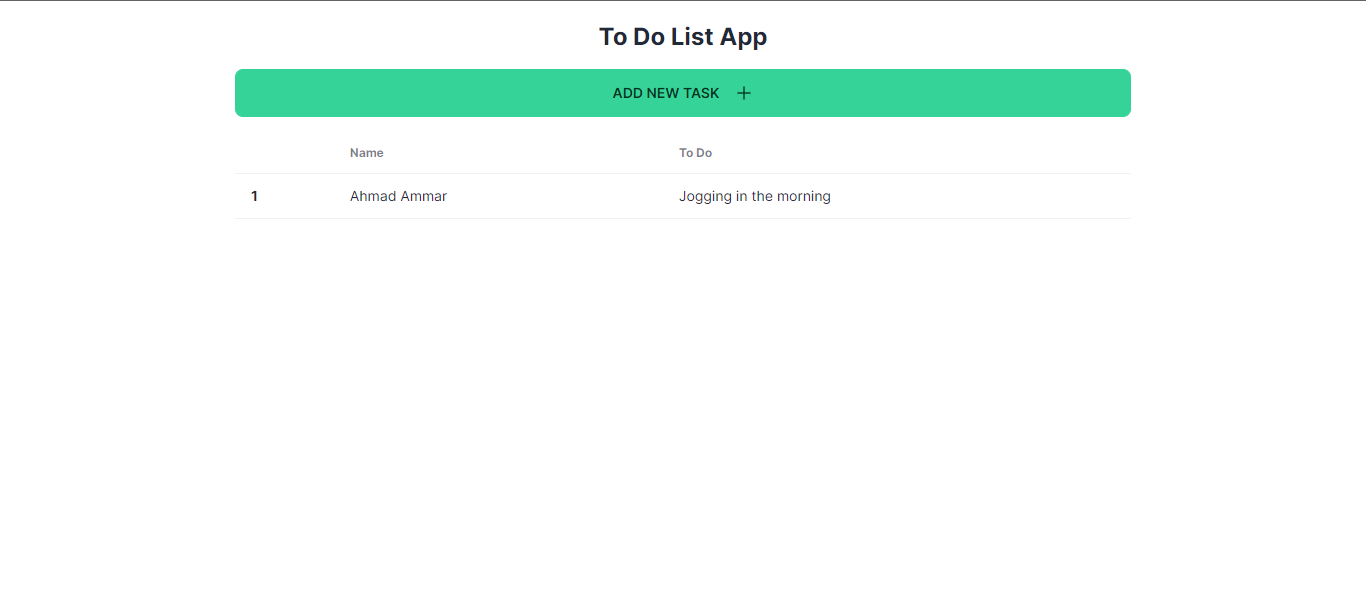 To Do List App
ADD NEW TASK +
Name To Do
1 Ahmad Ammar Jogging in the morning